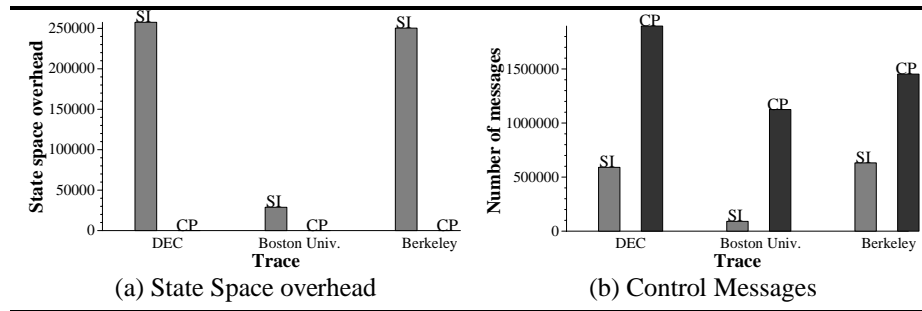 State space overhead
250000
200000
150000
100000
50000
0
SI
CP
SI
CP
SI
CP
DEC
Boston Univ.
Berkeley
Trace
(a) State Space overhead
Number of messages
1500000
1000000
500000
0
SI
CP
SI
CP
SI
CP
DEC
Boston Univ.
Berkeley
Trace
(b) Control Messages